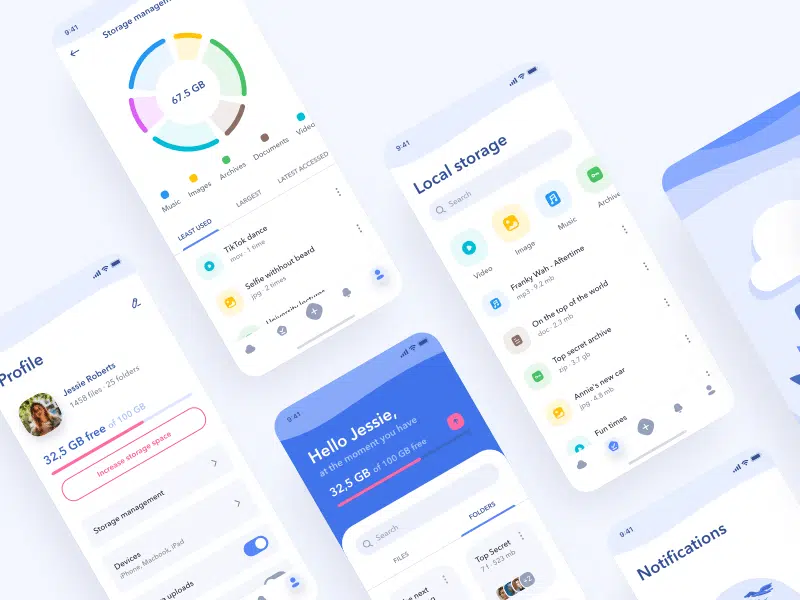 9:41
Storage management
67.5 GB
Music
Images
Archives
Documents
Video
LEAST USED
LARGEST
LATEST ACCESSED
TikTok dance
mov · 1 time
Selfie withhout beard
jpg · 2 times
University lectures
9:41
Local storage
Search
Video
Image
Music
Archive
Franky Wah - Aftertime
mp3 · 9.2 mb
On the top of the world
doc · 2.3 mb
Top secret archive
zip · 3.7 gb
Annie's new car
jpg · 4.8 mb
Fun times
Profile
Jessie Roberts
1458 files · 25 folders
32,5 GB free of 100 GB
Increase storage space
Storage management
Devices
iPhone, Macbook, iPad
uploads
9:41
Hello Jessie,
at the moment you have
32,5 GB of 100 GB free
Search
FILES
FOLDERS
the next
Top Secret
7 f · 523 mb
+2
9:41
Notifications